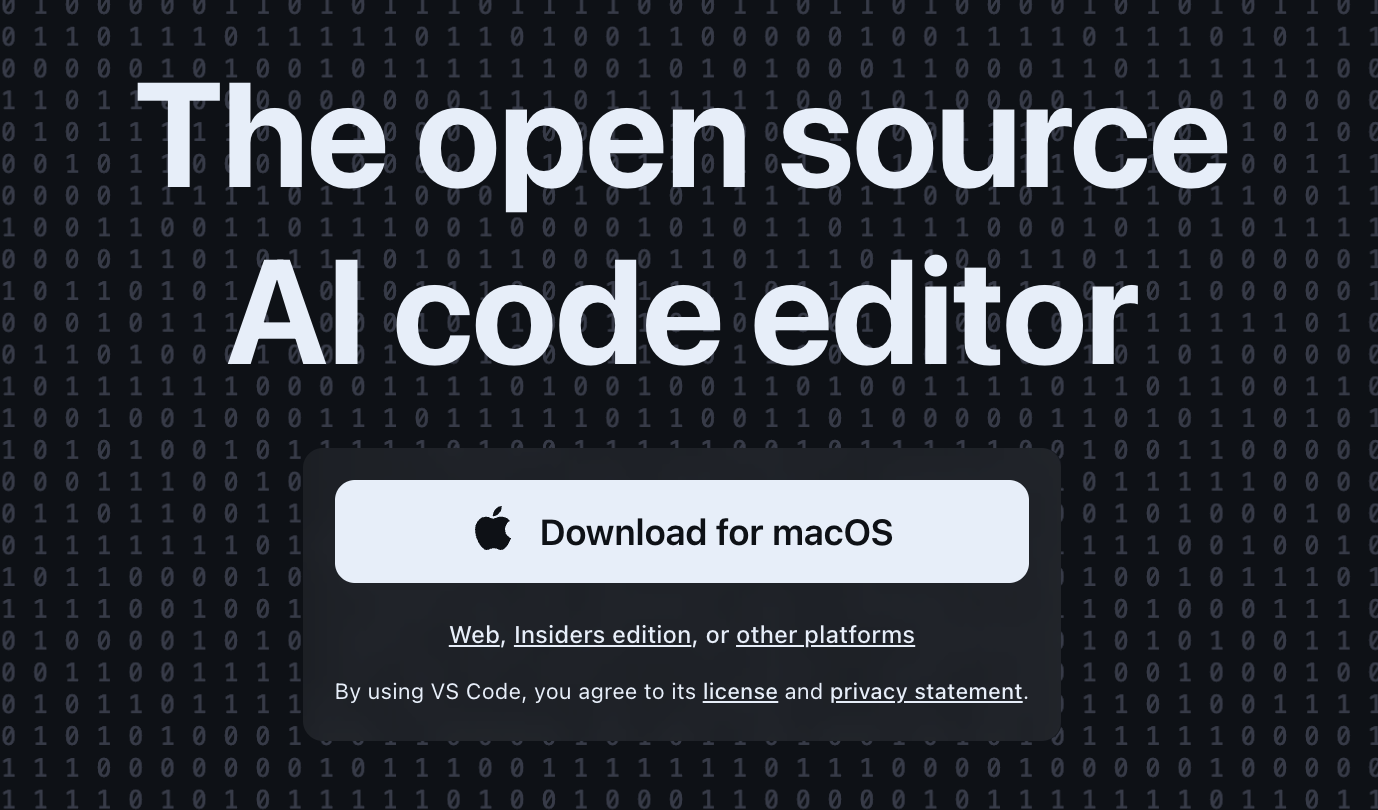 The open source
AI code editor
Download for macOS
Web, Insiders edition, or other platforms
By using VS Code, you agree to its license and privacy statement.